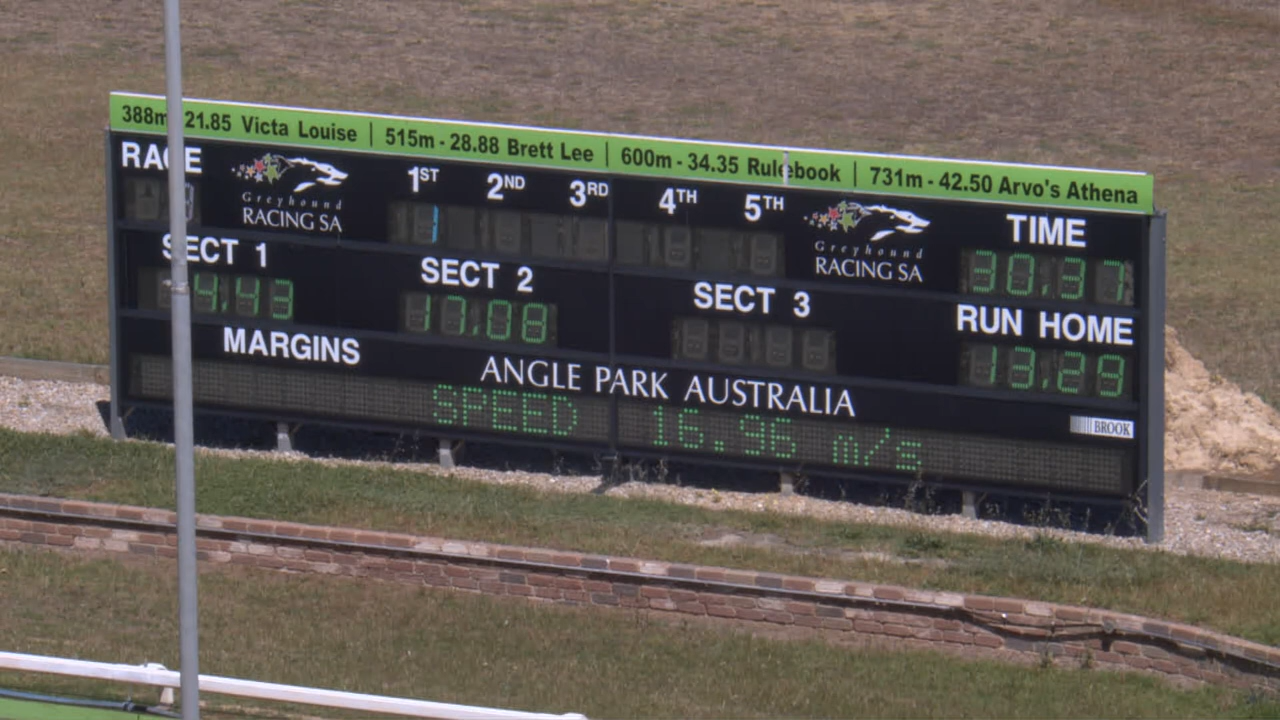 388m 21.85 Victa Louise | 515m - 28.88 Brett Lee | 600m - 34.35 Rulebook | 731m - 42.50 Arvo's Athena
RACE
Greyhound
RACING SA
1ST 2ND 3RD 4TH 5TH
Greyhound
RACING SA
TIME
30.37
SECT 1
4.43
SECT 2
17.08
SECT 3
RUN HOME
13.29
MARGINS
ANGLE PARK AUSTRALIA
SPEED 16.96 m/s
BROOK